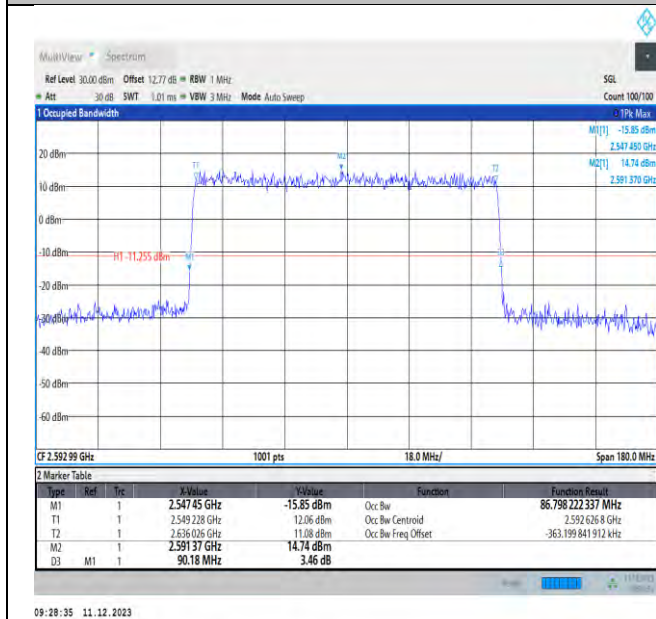 MultiView Spectrum
Ref Level 30.00 dBm Offset 12.77 dB RBW 1 MHz SGL
Att 30 dB SWT 1.01 ms VBW 3 MHz Mode Auto Sweep Count 100/100
1 Occupied Bandwidth 1Pk Max
M1[1] -15.85 dBm
2.547 450 GHz
M2[1] 14.74 dBm
2.591 370 GHz
20 dBm
T1 M2 T2
10 dBm
0 dBm
-10 dBm
H1 -11.255 dBm M1 D3
-20 dBm
-30 dBm
-40 dBm
-50 dBm
-60 dBm
CF 2.592 99 GHz 1001 pts 18.0 MHz/ Span 180.0 MHz
2 Marker Table
Type Ref Trc X-Value Y-Value Function Function Result
M1 1 2.547 45 GHz -15.85 dBm Occ Bw 86.798 222 337 MHz
T1 1 2.549 228 GHz 12.06 dBm Occ Bw Centroid 2.592 626 8 GHz
T2 1 2.636 026 GHz 11.08 dBm Occ Bw Freq Offset -363.199 841 912 kHz
M2 1 2.591 37 GHz 14.74 dBm
D3 M1 1 90.18 MHz 3.46 dB
09:28:35 11.12.2023